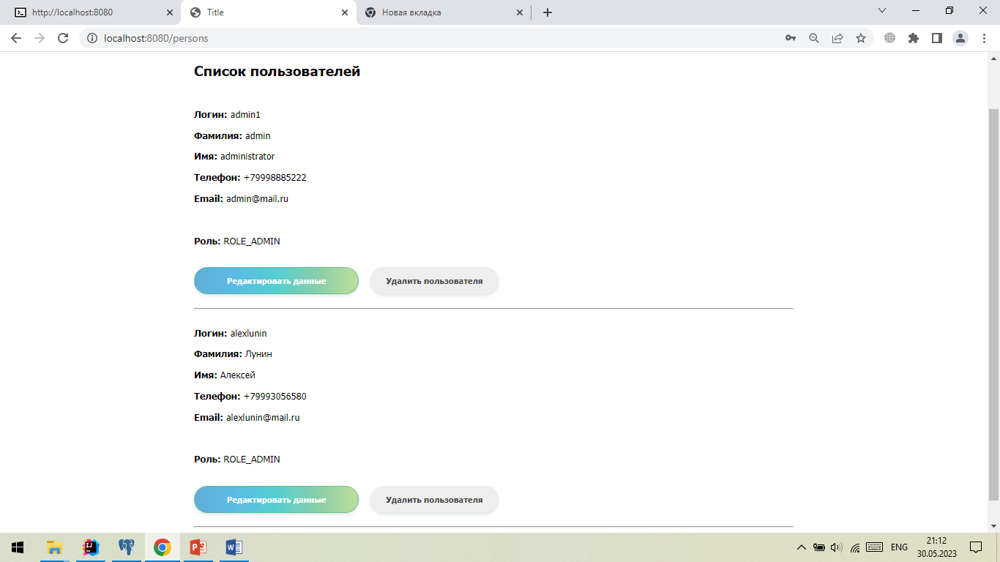 http://localhost:8080
Title
Новая вкладка
localhost:8080/persons
Список пользователей
Логин: admin1
Фамилия: admin
Имя: administrator
Телефон: +79998885222
Email: admin@mail.ru
Роль: ROLE_ADMIN
Редактировать данные
Удалить пользователя
Логин: alexlunin
Фамилия: Лунин
Имя: Алексей
Телефон: +79993056580
Email: alexlunin@mail.ru
Роль: ROLE_ADMIN
Редактировать данные
Удалить пользователя
ENG
21:12
30.05.2023